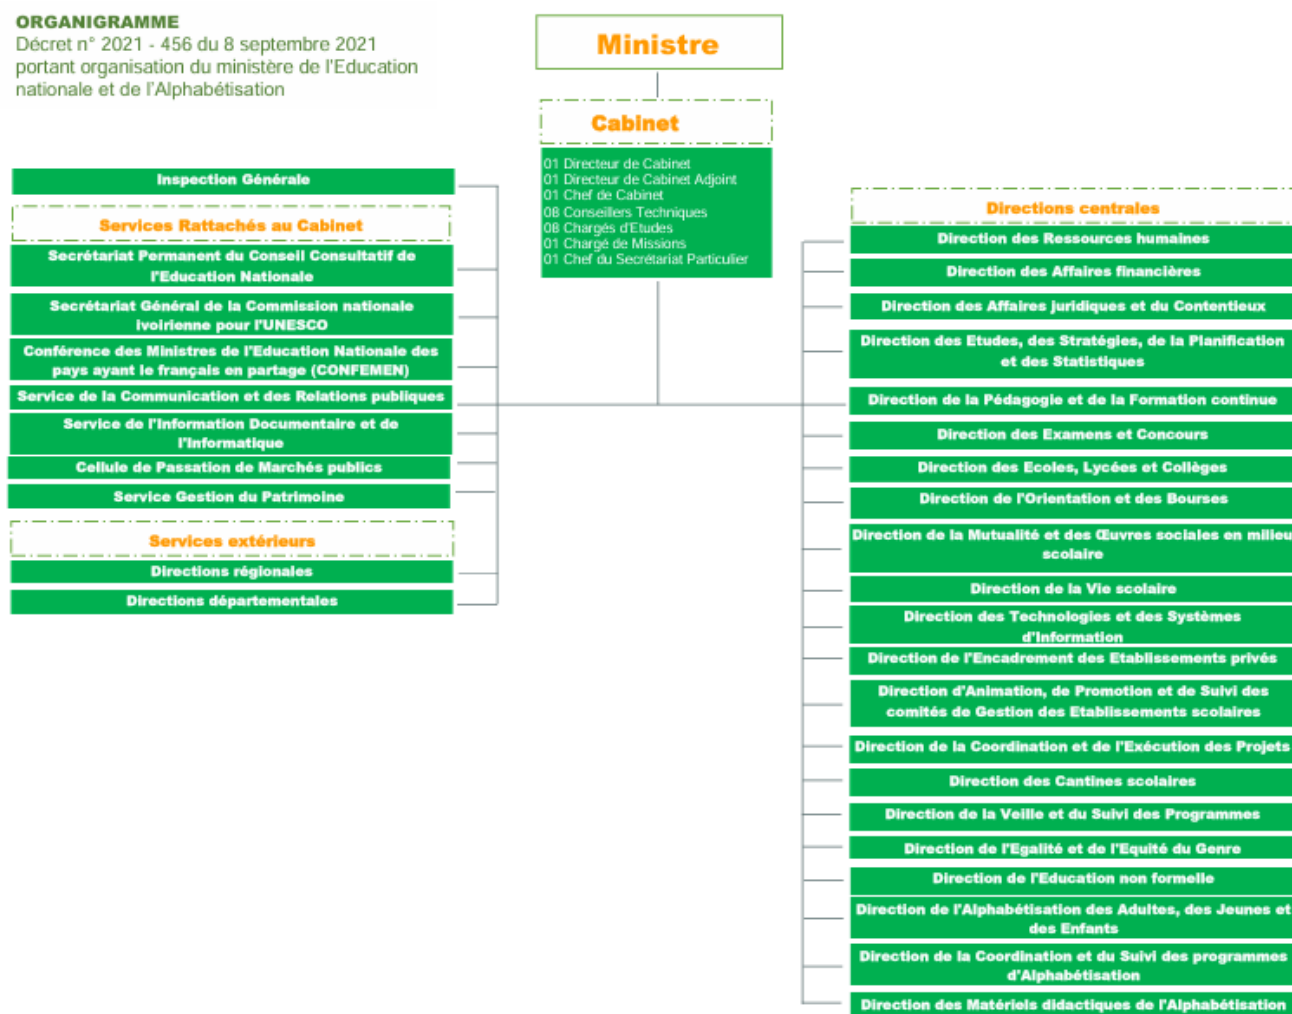 ORGANIGRAMME
Décret n° 2021 - 456 du 8 septembre 2021
portant organisation du ministère de l'Education
nationale et de l'Alphabétisation
Ministre
Cabinet
01 Directeur de Cabinet
01 Directeur de Cabinet Adjoint
01 Chef de Cabinet
08 Conseillers Techniques
08 Chargés d'Etudes
01 Chargé de Missions
01 Chef du Secrétariat Particulier
Inspection Générale
Services Rattachés au Cabinet
Secrétariat Permanent du Conseil Consultatif de
l'Education Nationale
Secrétariat Général de la Commission nationale
ivoirienne pour l'UNESCO
Conférence des Ministres de l'Education Nationale des
pays ayant le français en partage (CONFEMEN)
Service de la Communication et des Relations publiques
Service de l'Information Documentaire et de
l'Informatique
Cellule de Passation de Marchés publics
Service Gestion du Patrimoine
Services extérieurs
Directions régionales
Directions départementales
Directions centrales
Direction des Ressources humaines
Direction des Affaires financières
Direction des Affaires juridiques et du Contentieux
Direction des Etudes, des Stratégies, de la Planification
et des Statistiques
Direction de la Pédagogie et de la Formation continue
Direction des Examens et Concours
Direction des Ecoles, Lycées et Collèges
Direction de l'Orientation et des Bourses
Direction de la Mutualité et des Œuvres sociales en milieu
scolaire
Direction de la Vie scolaire
Direction des Technologies et des Systèmes
d'Information
Direction de l'Encadrement des Etablissements privés
Direction d'Animation, de Promotion et de Suivi des
comités de Gestion des Etablissements scolaires
Direction de la Coordination et de l'Exécution des Projets
Direction des Cantines scolaires
Direction de la Veille et du Suivi des Programmes
Direction de l'Egalité et de l'Equité du Genre
Direction de l'Education non formelle
Direction de l'Alphabétisation des Adultes, des Jeunes et
des Enfants
Direction de la Coordination et du Suivi des programmes
d'Alphabétisation
Direction des Matériels didactiques de l'Alphabétisation